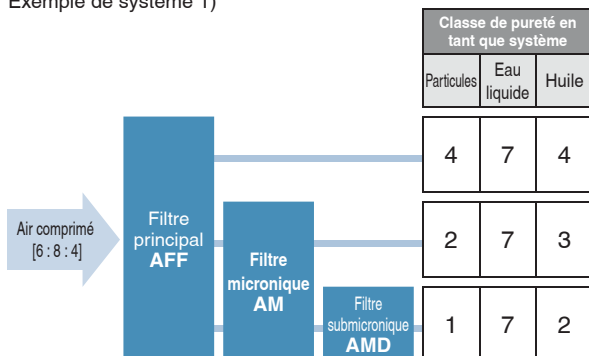 Exemple de système 1)
Classe de pureté en
tant que système
Particules
Eau
liquide
Huile
4 7 4
Air comprimé
[6 : 8 : 4]
Filtre
principal
AFF
2 7 3
Filtre
micronique
AM
Filtre
submicronique
AMD
1 7 2